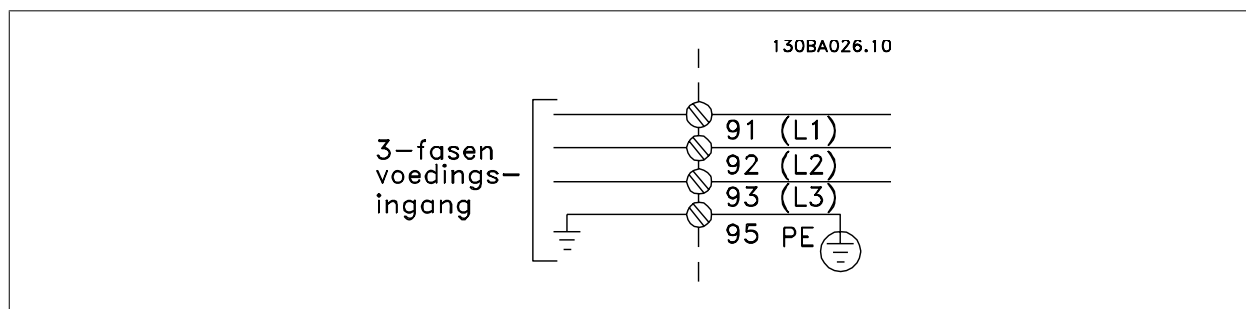 130BA026.10
3-fasen
voedings-
ingang
91 (L1)
92 (L2)
93 (L3)
95 PE